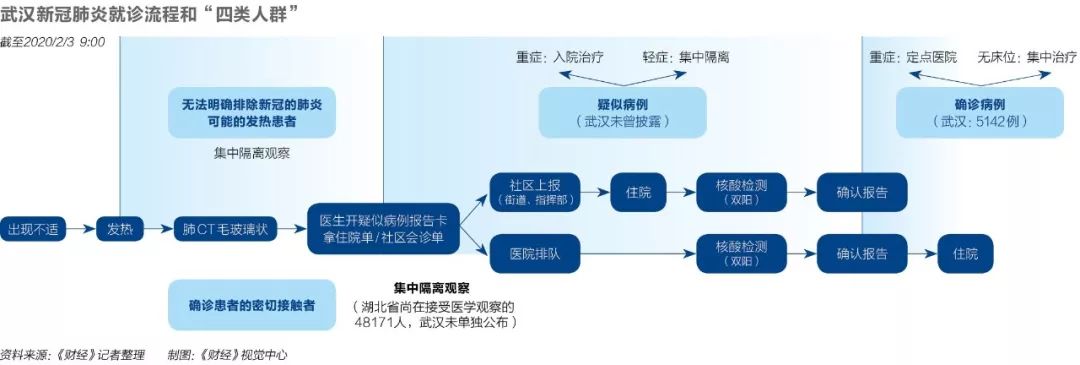 武汉新冠肺炎就诊流程和“四类人群”
截至2020/2/3 9:00
重症：入院治疗
轻症：集中隔离
重症：定点医院
无床位：集中治疗
无法明确排除新冠的肺炎
可能的发热患者
集中隔离观察
疑似病例
（武汉未曾披露）
确诊病例
（武汉：5142例）
出现不适
发热
肺CT毛玻璃状
医生开疑似病例报告卡
拿住院单/社区会诊单
社区上报
（街道、指挥部）
住院
核酸检测
（双阳）
确认报告
医院排队
核酸检测
（双阳）
确认报告
住院
确诊患者的密切接触者
集中隔离观察
（湖北省尚在接受医学观察的
48171人，武汉未单独公布）
资料来源：《财经》记者整理
制图：《财经》视觉中心